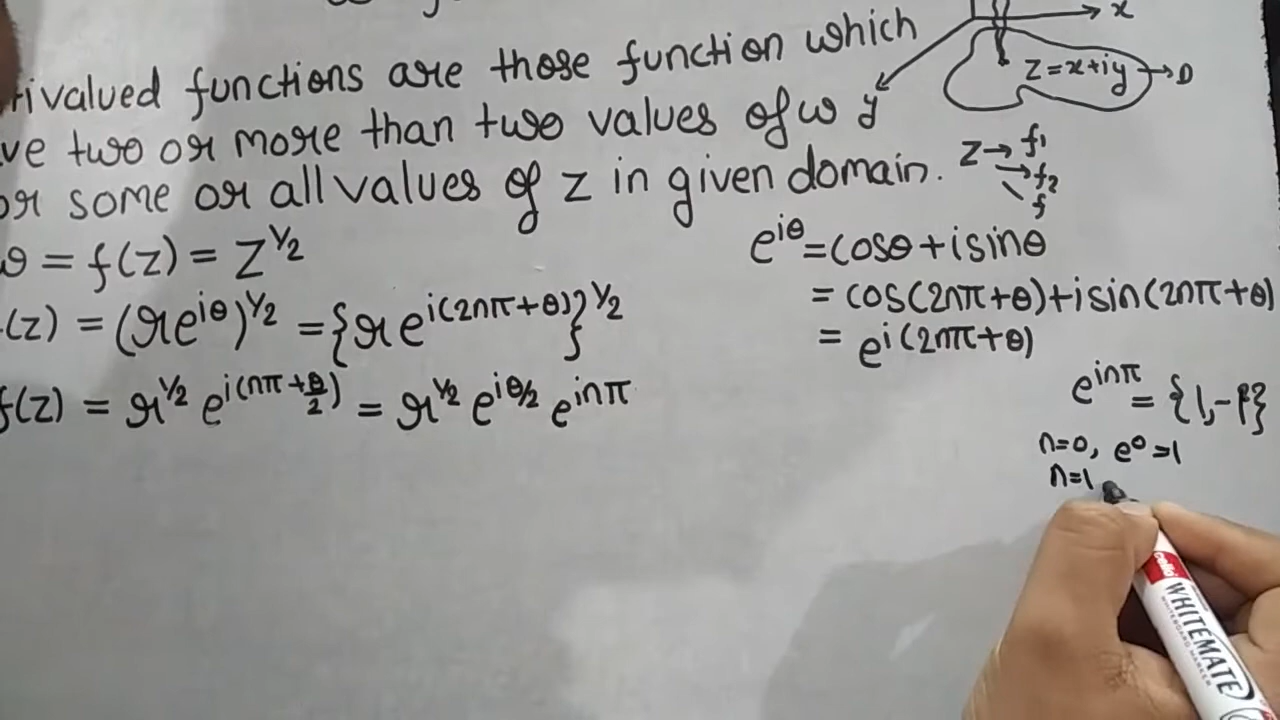 rivalued functions are those function which
ve two or more than two values of w
or some or all values of z in given domain.
ω = f(z) = z^1/2
(z) = (re^iθ)^1/2 = {re^i(2nπ+θ)}^1/2
f(z) = r^1/2 e^i(nπ+θ/2) = r^1/2 e^iθ/2 e^inπ
x
y
z=x+iy → D
z → f1
→ f2
f
e^iθ = cosθ + i sinθ
= cos(2nπ+θ) + i sin(2nπ+θ)
= e^i(2nπ+θ)
e^inπ = {1,-1}
n=0, e^0=1
n=1
cello
WHITEMATE
WHITEBOARD MARKER